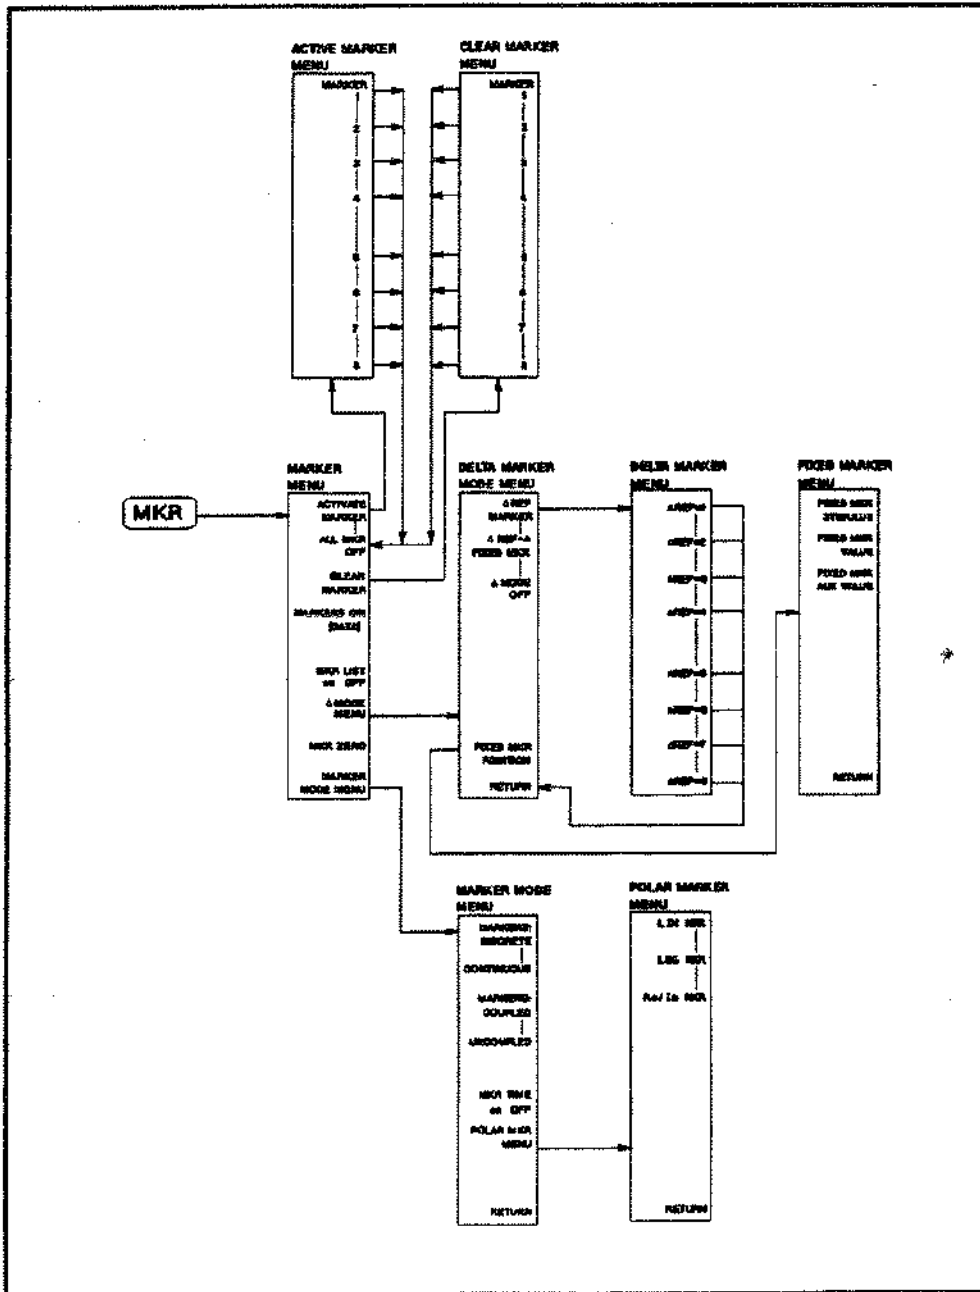 ACTIVE MARKER
MENU
MARKER
1
2
3
4
5
6
7
8
CLEAR MARKER
MENU
MARKER
1
2
3
4
5
6
7
8
MKR
MARKER
MENU
ACTIVATE
MARKER
ALL MKR
OFF
CLEAR
MARKER
MARKERS ON
[DATA]
MKR LIST
on OFF
Δ MODE
MENU
MKR ZERO
MARKER
MODE MENU
DELTA MARKER
MODE MENU
Δ REF
MARKER
Δ REF=Δ
FIXED MKR
Δ MODE
OFF
FIXED MKR
POSITION
RETURN
DELTA MARKER
MENU
ΔREF=1
ΔREF=2
ΔREF=3
ΔREF=4
ΔREF=5
ΔREF=6
ΔREF=7
ΔREF=8
FIXED MARKER
MENU
FIXED MKR
STIMULUS
FIXED MKR
VALUE
FIXED MKR
AUX VALUE
RETURN
MARKER MODE
MENU
MARKERS:
DISCRETE
CONTINUOUS
MARKERS:
COUPLED
UNCOUPLED
MKR TIME
on OFF
POLAR MKR
MENU
RETURN
POLAR MARKER
MENU
LIN MKR
LOG MKR
Re/Im MKR
RETURN